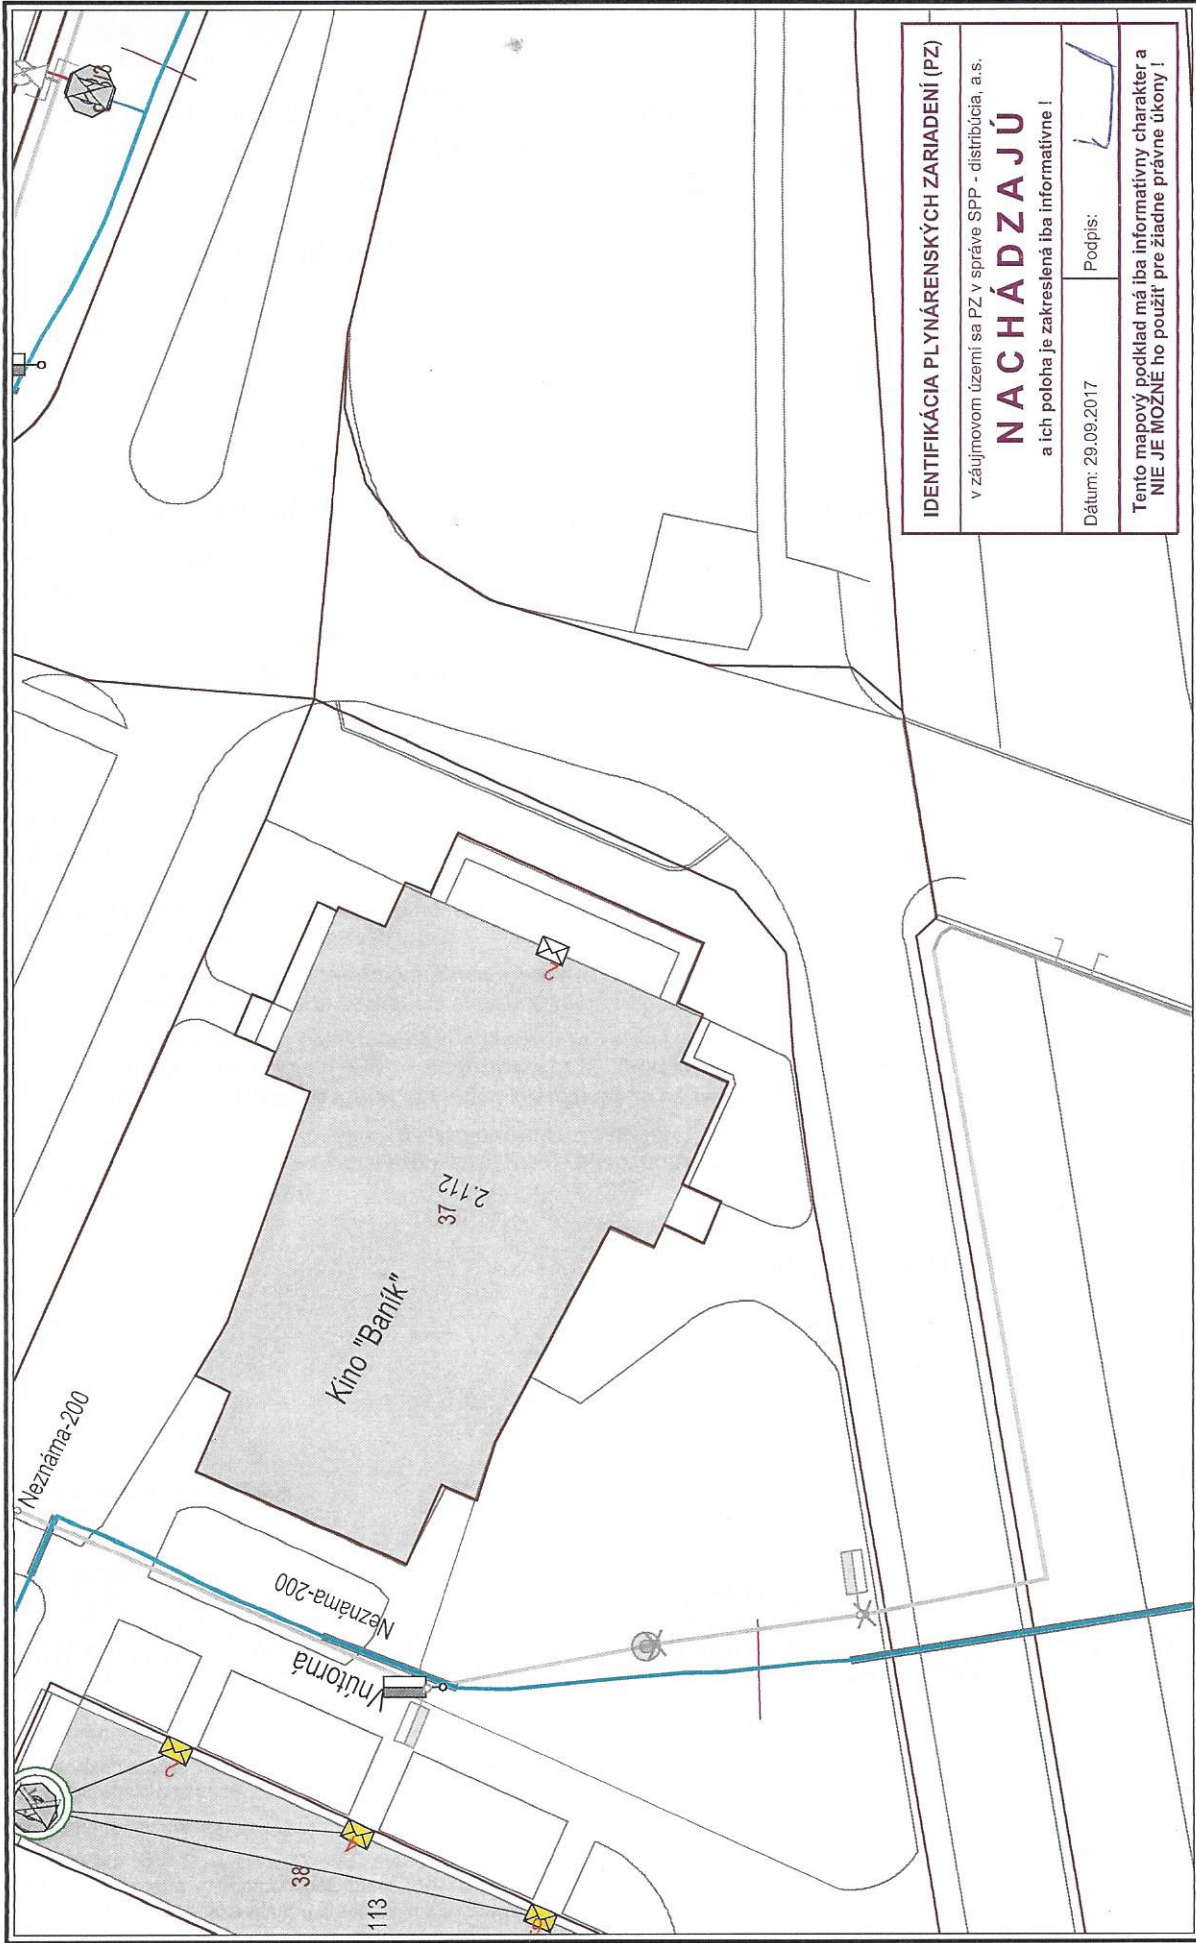 IDENTIFIKÁCIA PLYNÁRENSKÝCH ZARIADENÍ (PZ)
v záujmovom území sa PZ v správe SPP - distribúcia, a.s.
NACHÁDZAJÚ
a ich poloha je zakreslená iba informatívne !
Dátum: 29.09.2017
Podpis:
Tento mapový podklad má iba informatívny charakter a
NIE JE MOŽNÉ ho použiť pre žiadne právne úkony !
Kino "Baník"
37
2.112
Neznáma-200
Neznáma-200
Vnútorná
38
113